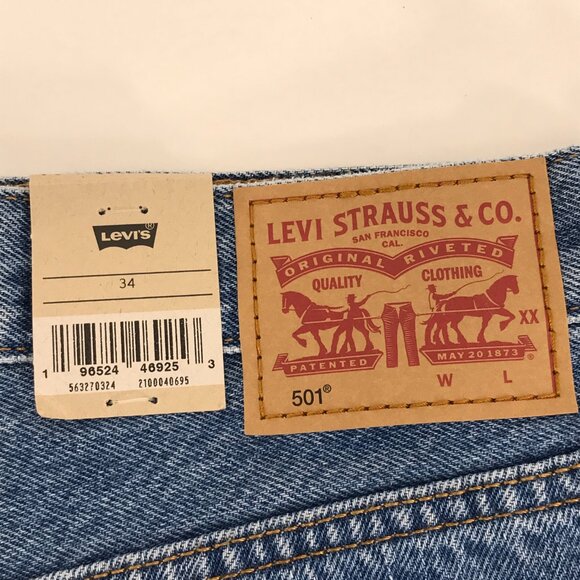 LEVI'S®
34
1 96524 46925 3
563270324 2100040695
LEVI STRAUSS & CO.
SAN FRANCISCO
CAL.
ORIGINAL RIVETED
QUALITY CLOTHING
XX
PATENTED MAY 20 1873
501® W L